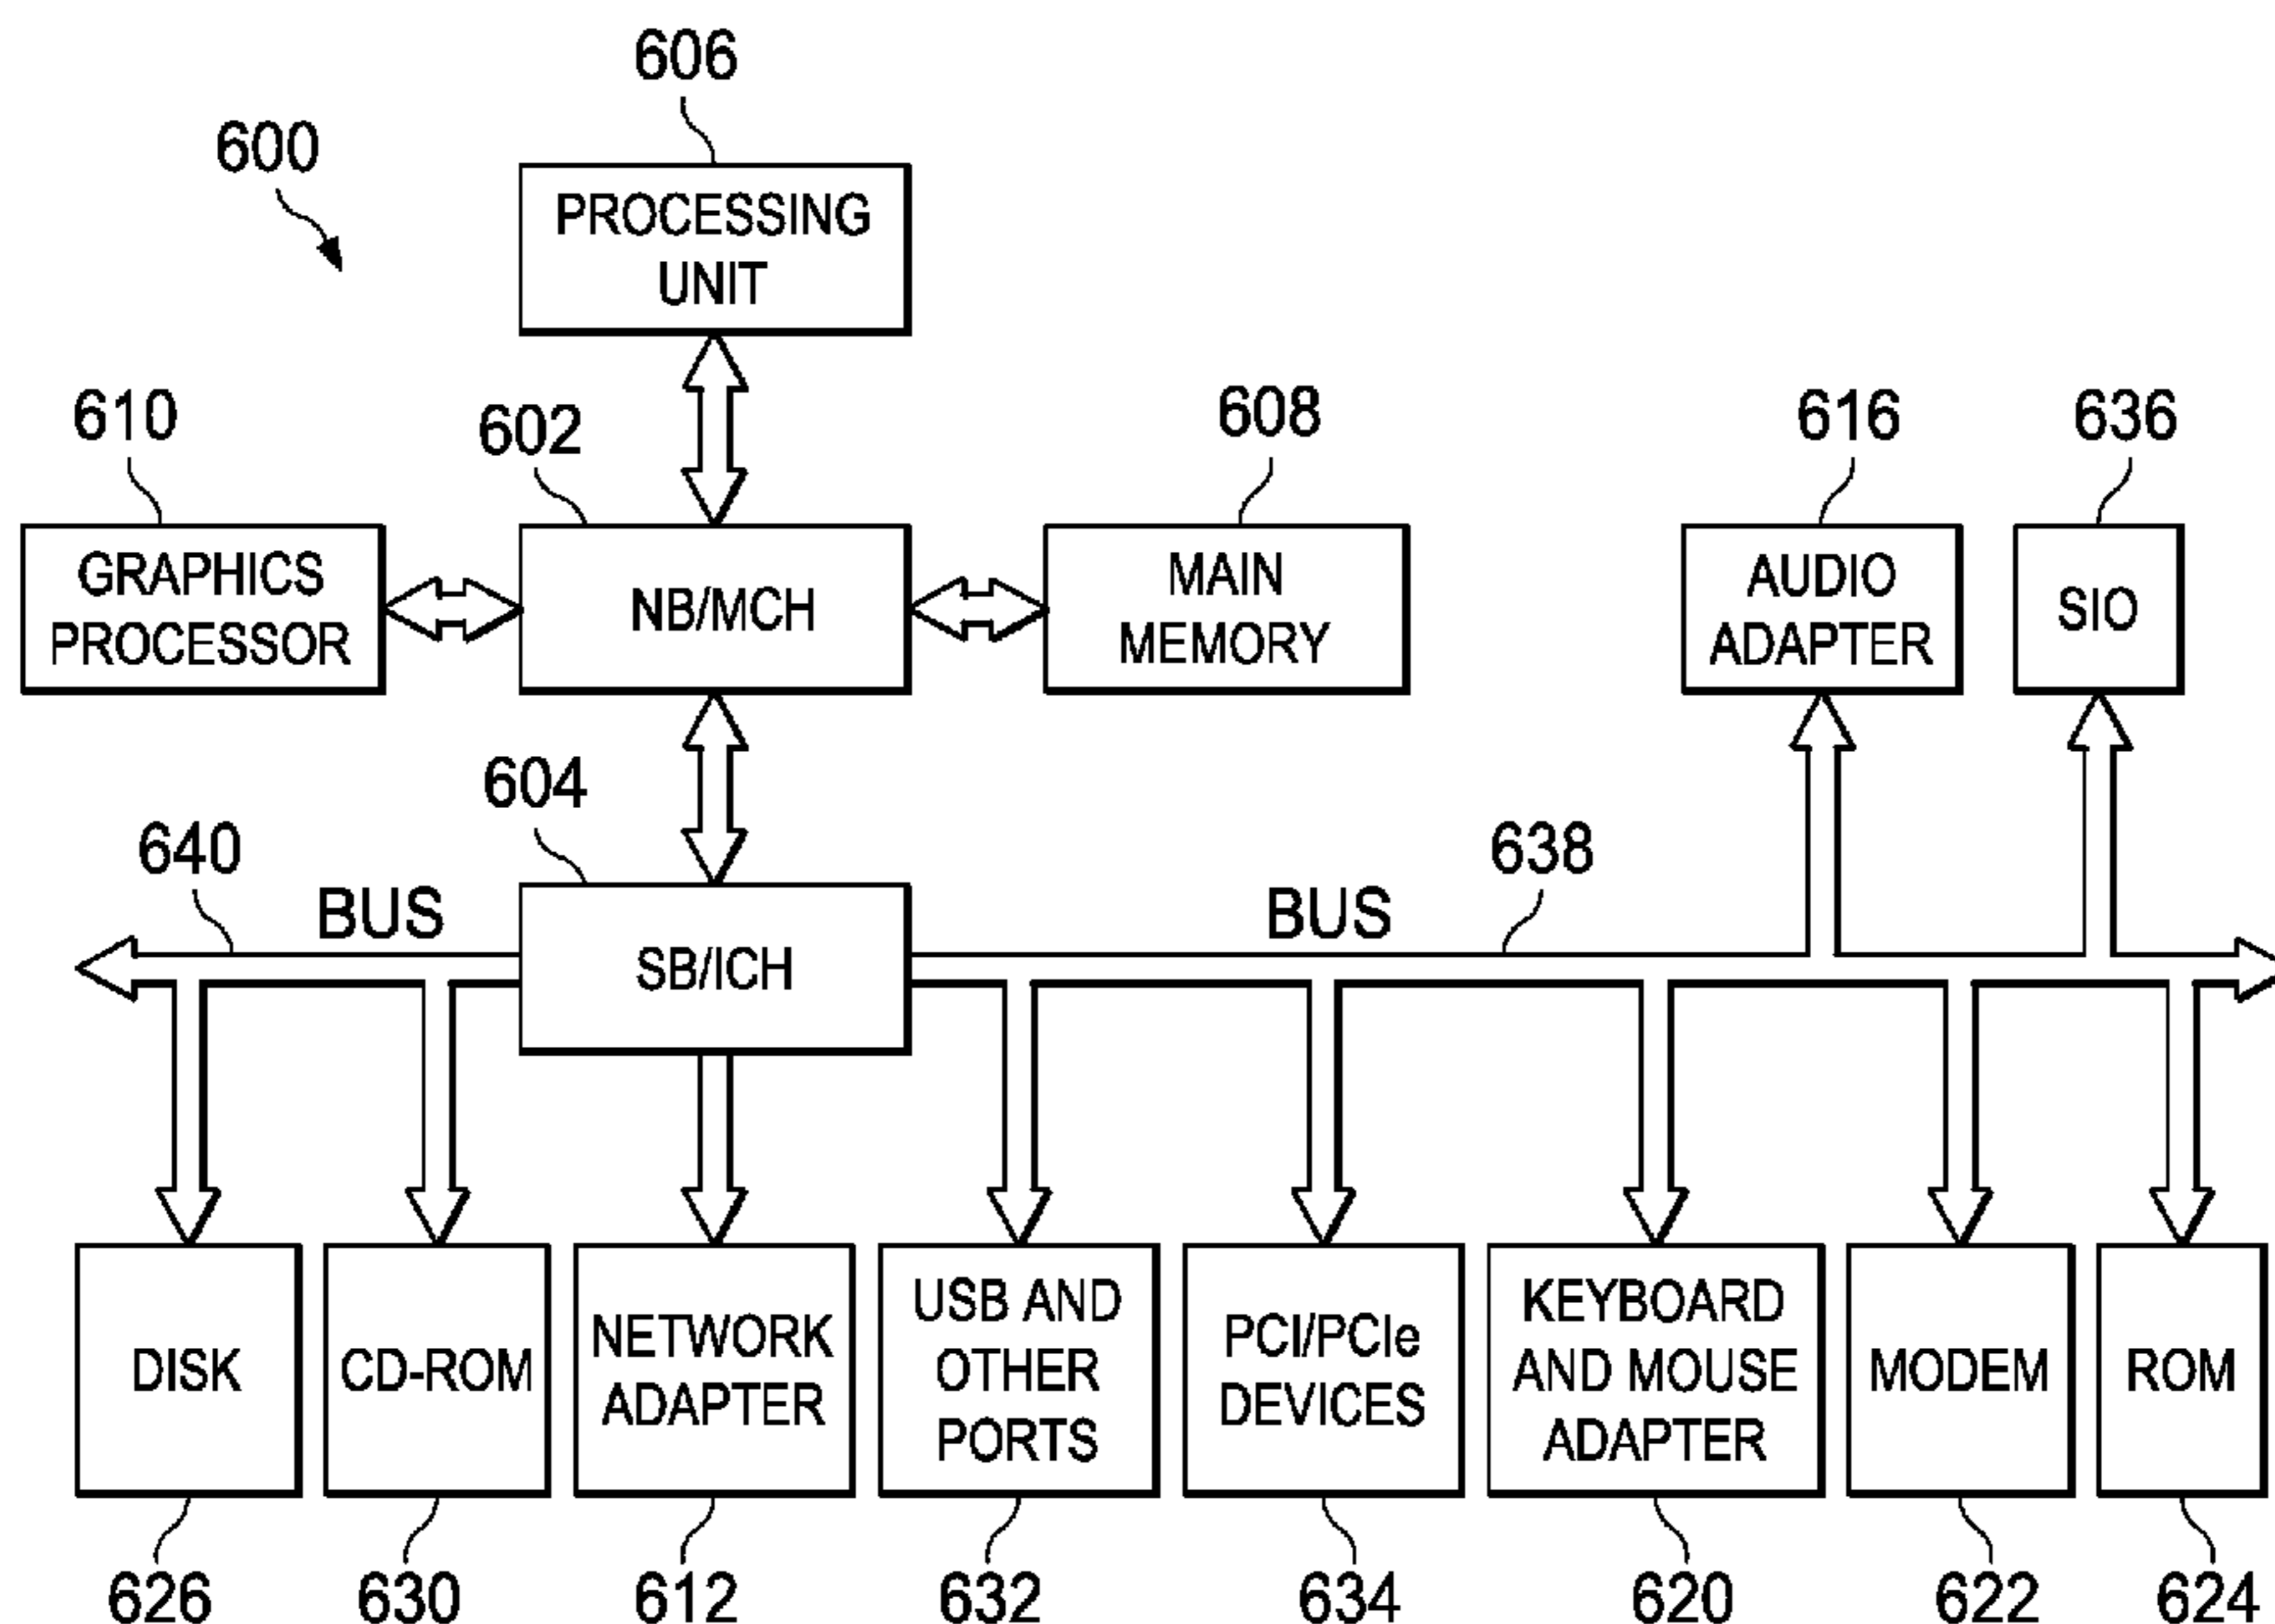 606
600
PROCESSING
UNIT
610
602
608
616
636
GRAPHICS
PROCESSOR
NB/MCH
MAIN
MEMORY
AUDIO
ADAPTER
SIO
604
640
638
BUS
BUS
SB/ICH
DISK
CD-ROM
NETWORK
ADAPTER
USB AND
OTHER
PORTS
PCI/PCIe
DEVICES
KEYBOARD
AND MOUSE
ADAPTER
MODEM
ROM
626
630
612
632
634
620
622
624